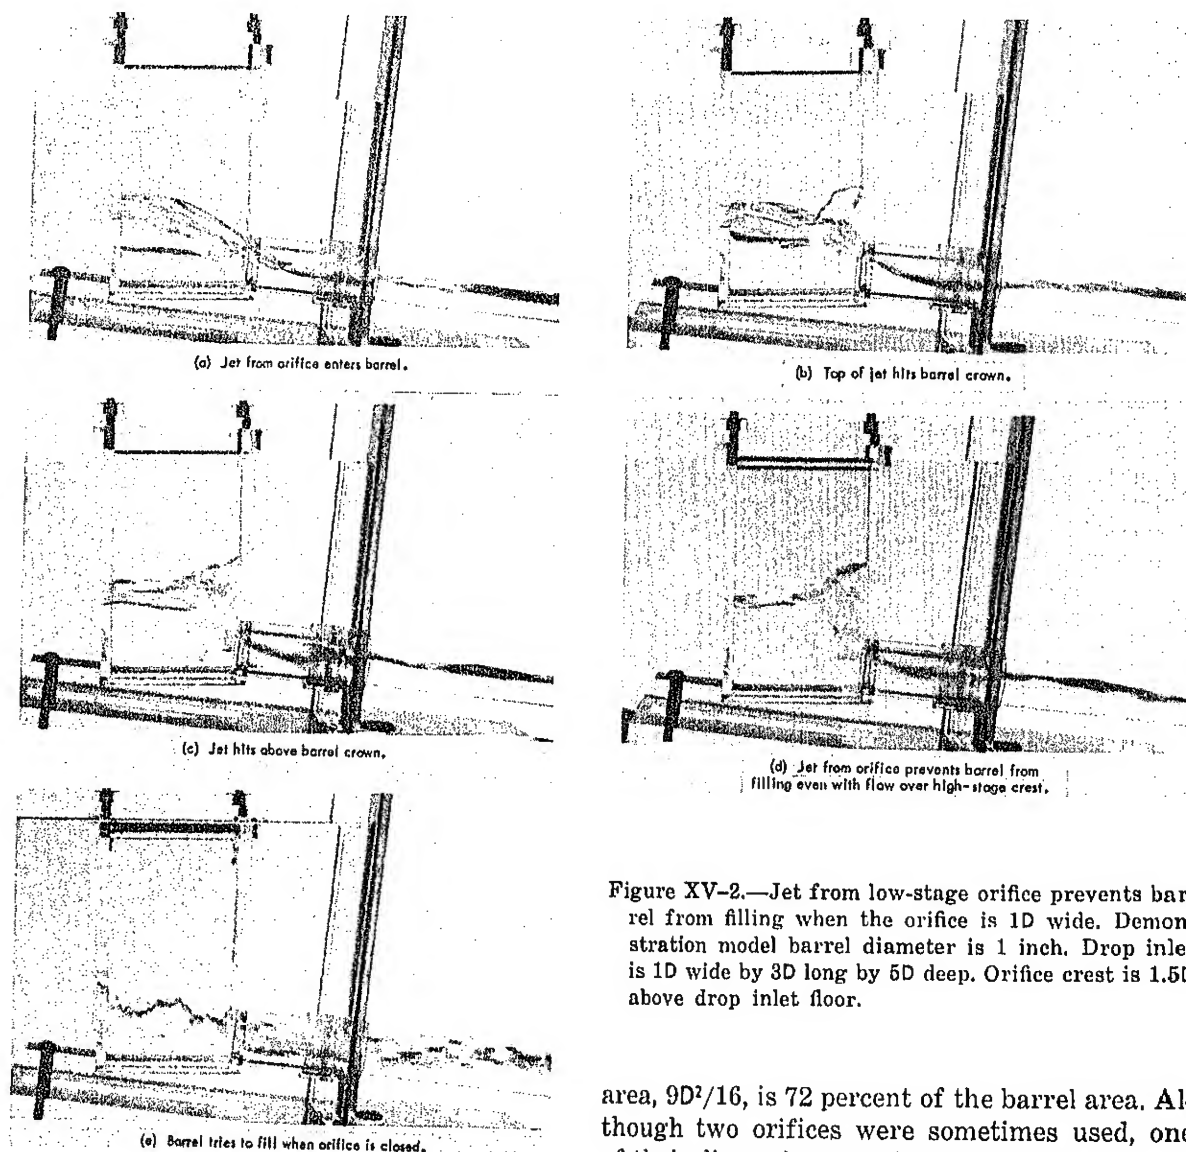 (a) Jet from orifice enters barrel.
(b) Top of jet hits barrel crown.
(c) Jet hits above barrel crown.
(d) Jet from orifice prevents barrel from
filling even with flow over high-stage crest.
(e) Barrel tries to fill when orifice is closed.
Figure XV-2.—Jet from low-stage orifice prevents bar
rel from filling when the orifice is 1D wide. Demon
stration model barrel diameter is 1 inch. Drop inle
is 1D wide by 3D long by 5D deep. Orifice crest is 1.5D
above drop inlet floor.
area, 9D²/16, is 72 percent of the barrel area. Al
though two orifices were sometimes used, one